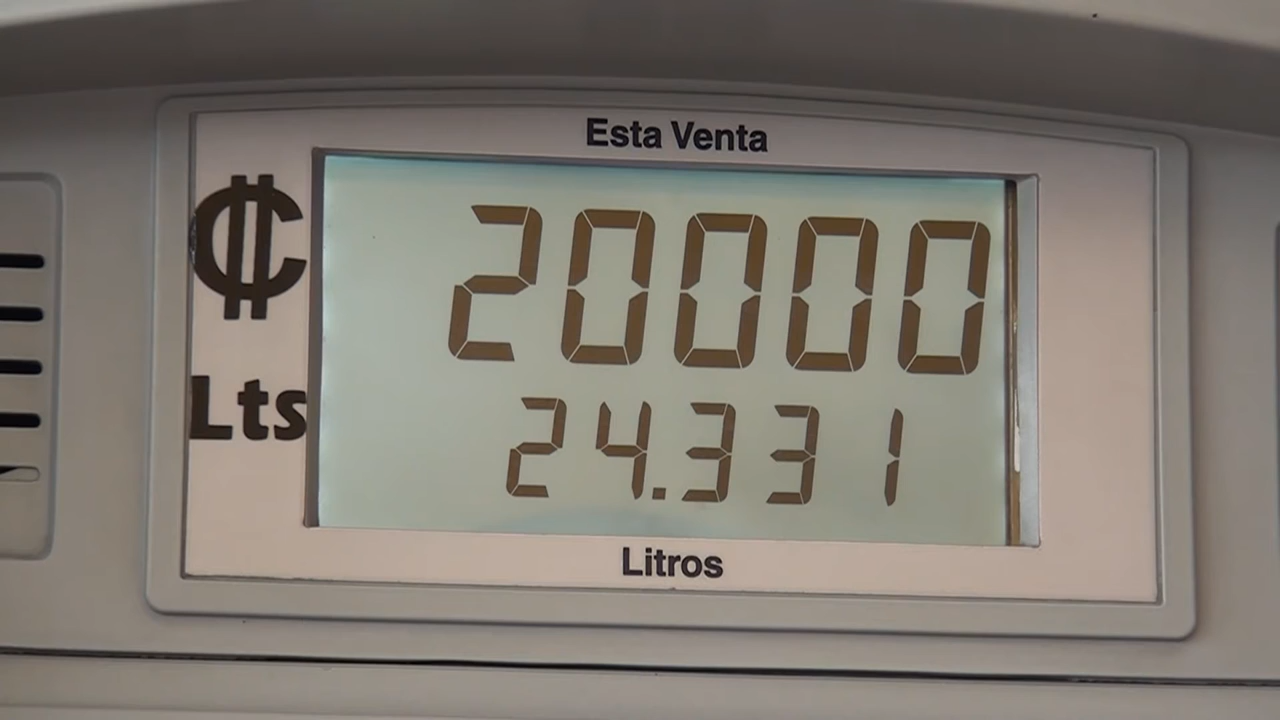 Esta Venta
₡ 20000
Lts 24.331
Litros